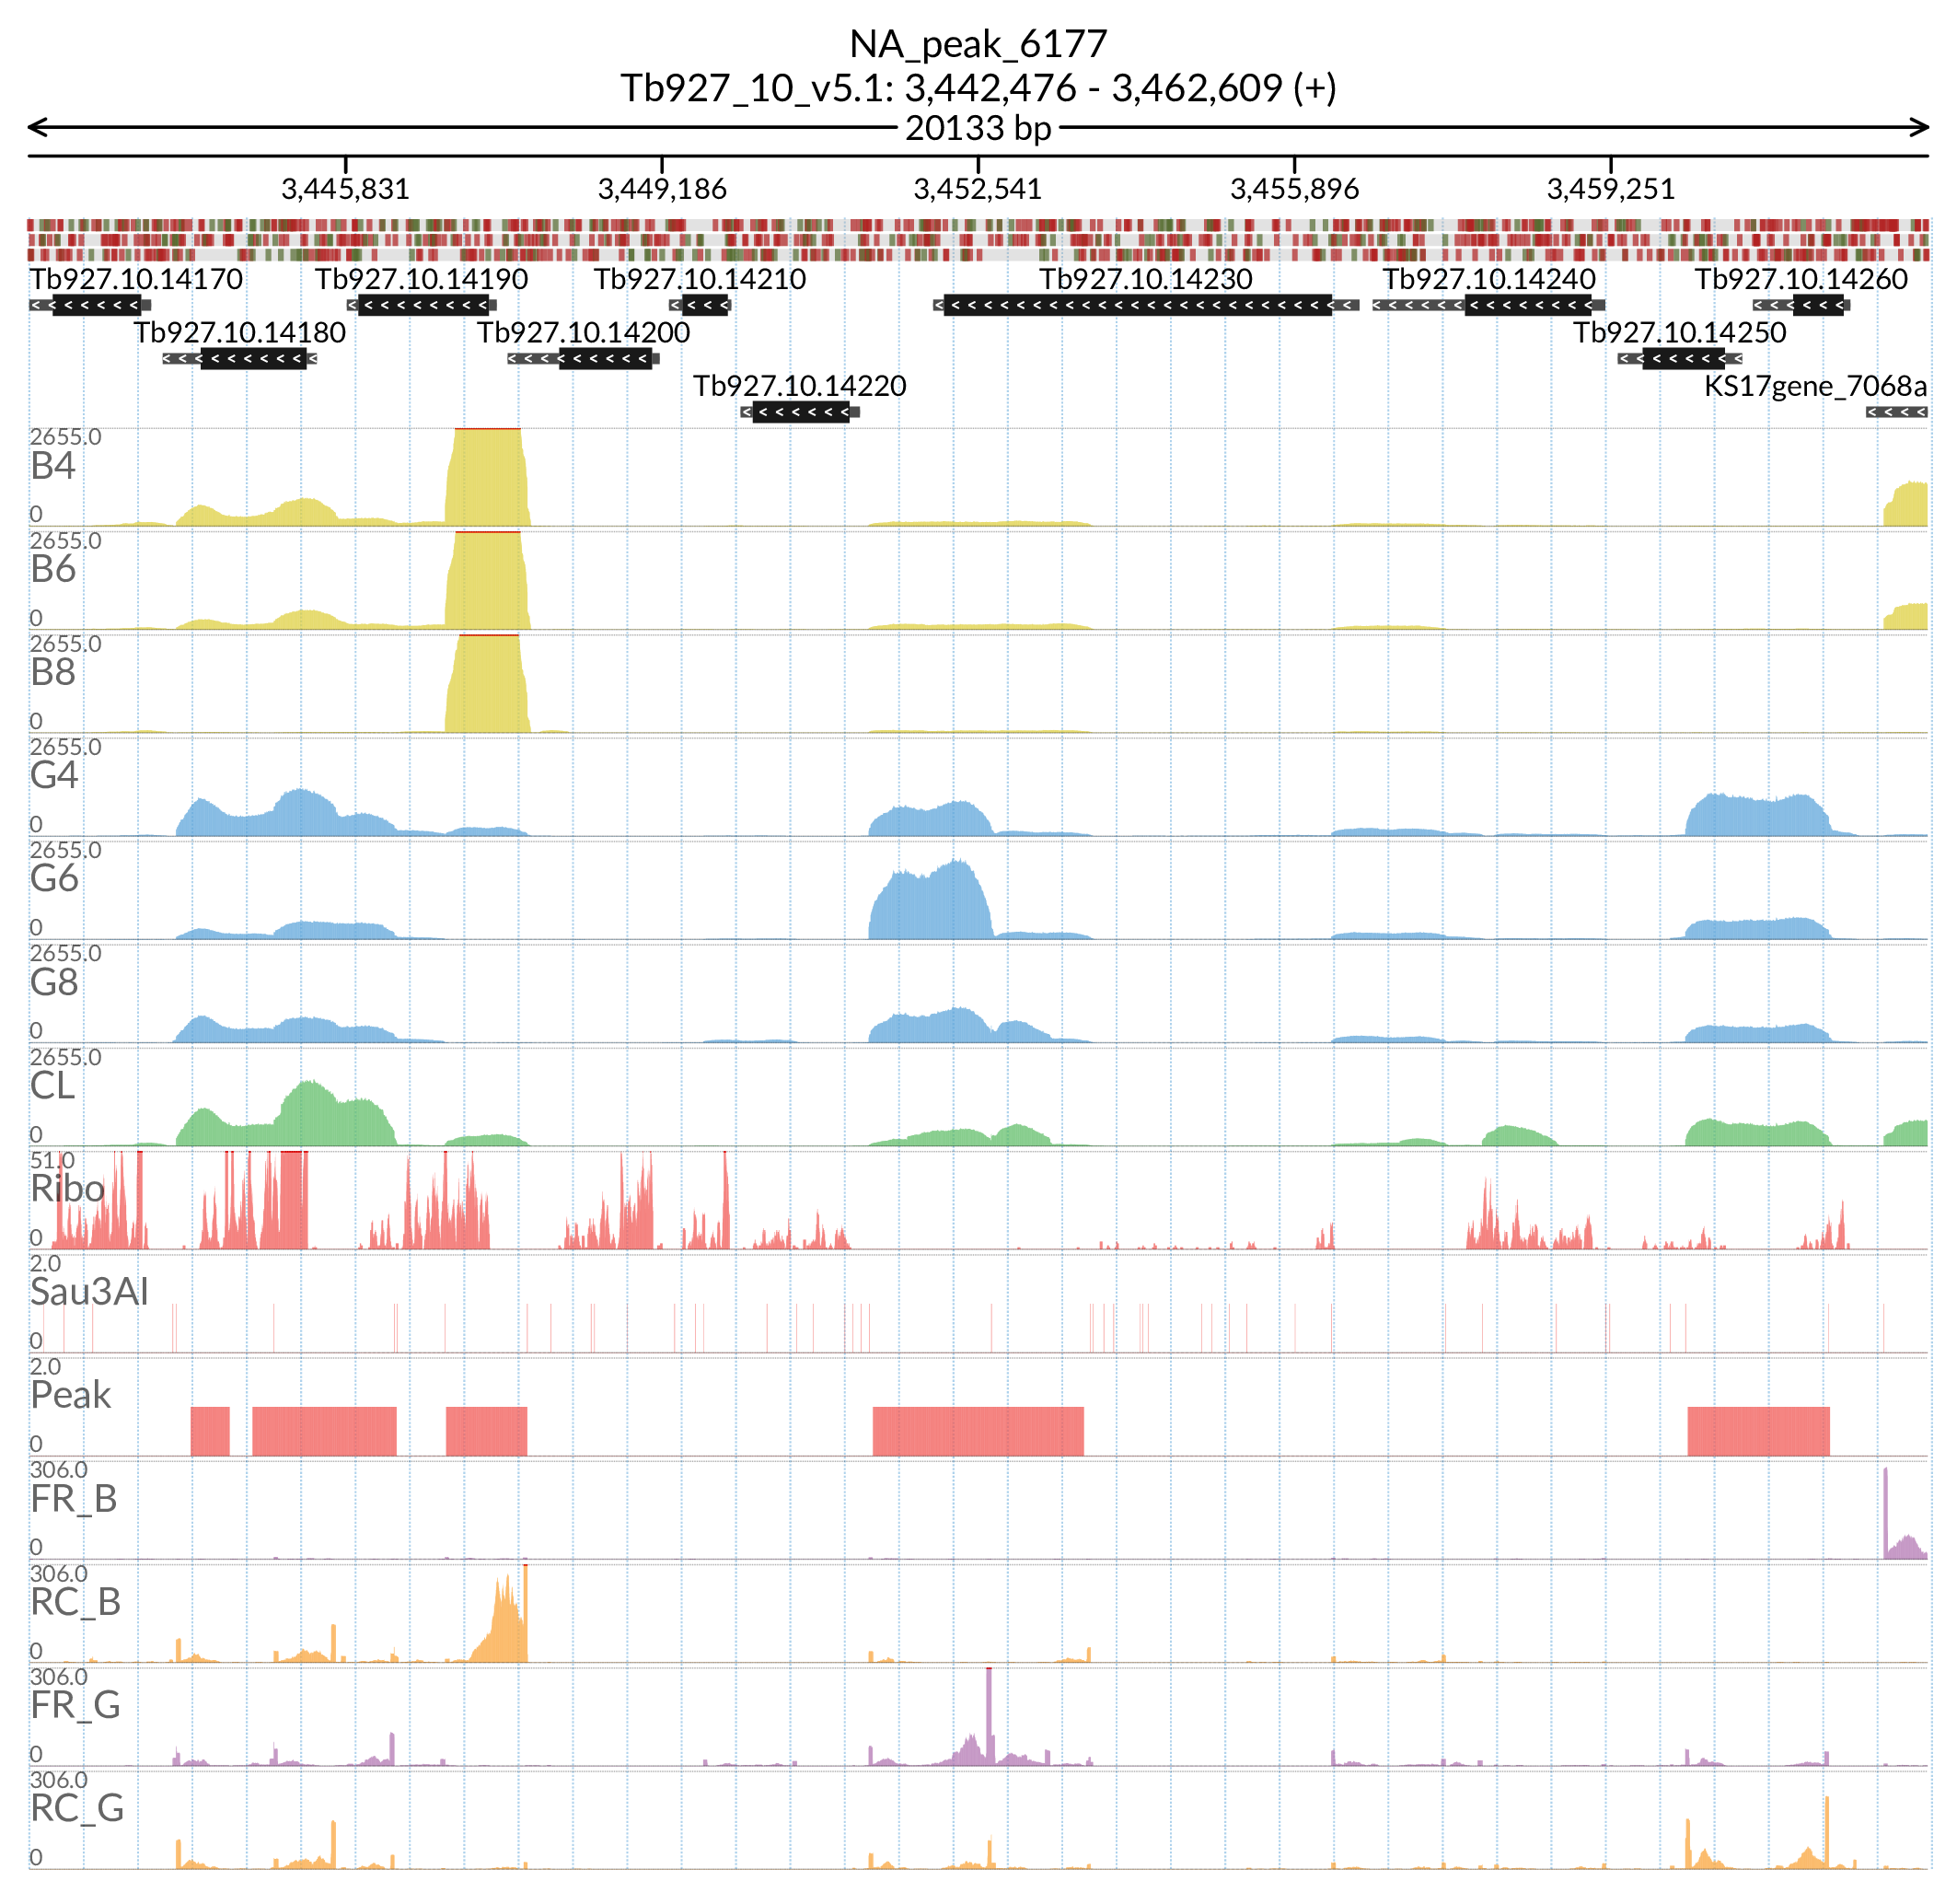 NA_peak_6177
Tb927_10_v5.1: 3,442,476 - 3,462,609 (+)
20133 bp
3,445,831 3,449,186 3,452,541 3,455,896 3,459,251
Tb927.10.14170 Tb927.10.14190 Tb927.10.14210 Tb927.10.14230 Tb927.10.14240 Tb927.10.14260
Tb927.10.14180 Tb927.10.14200 Tb927.10.14250
Tb927.10.14220 KS17gene_7068a
2655.0
B4
0
2655.0
B6
0
2655.0
B8
0
2655.0
G4
0
2655.0
G6
0
2655.0
G8
0
2655.0
CL
0
51.0
Ribo
0
2.0
Sau3AI
0
2.0
Peak
0
306.0
FR_B
0
306.0
RC_B
0
306.0
FR_G
0
306.0
RC_G
0